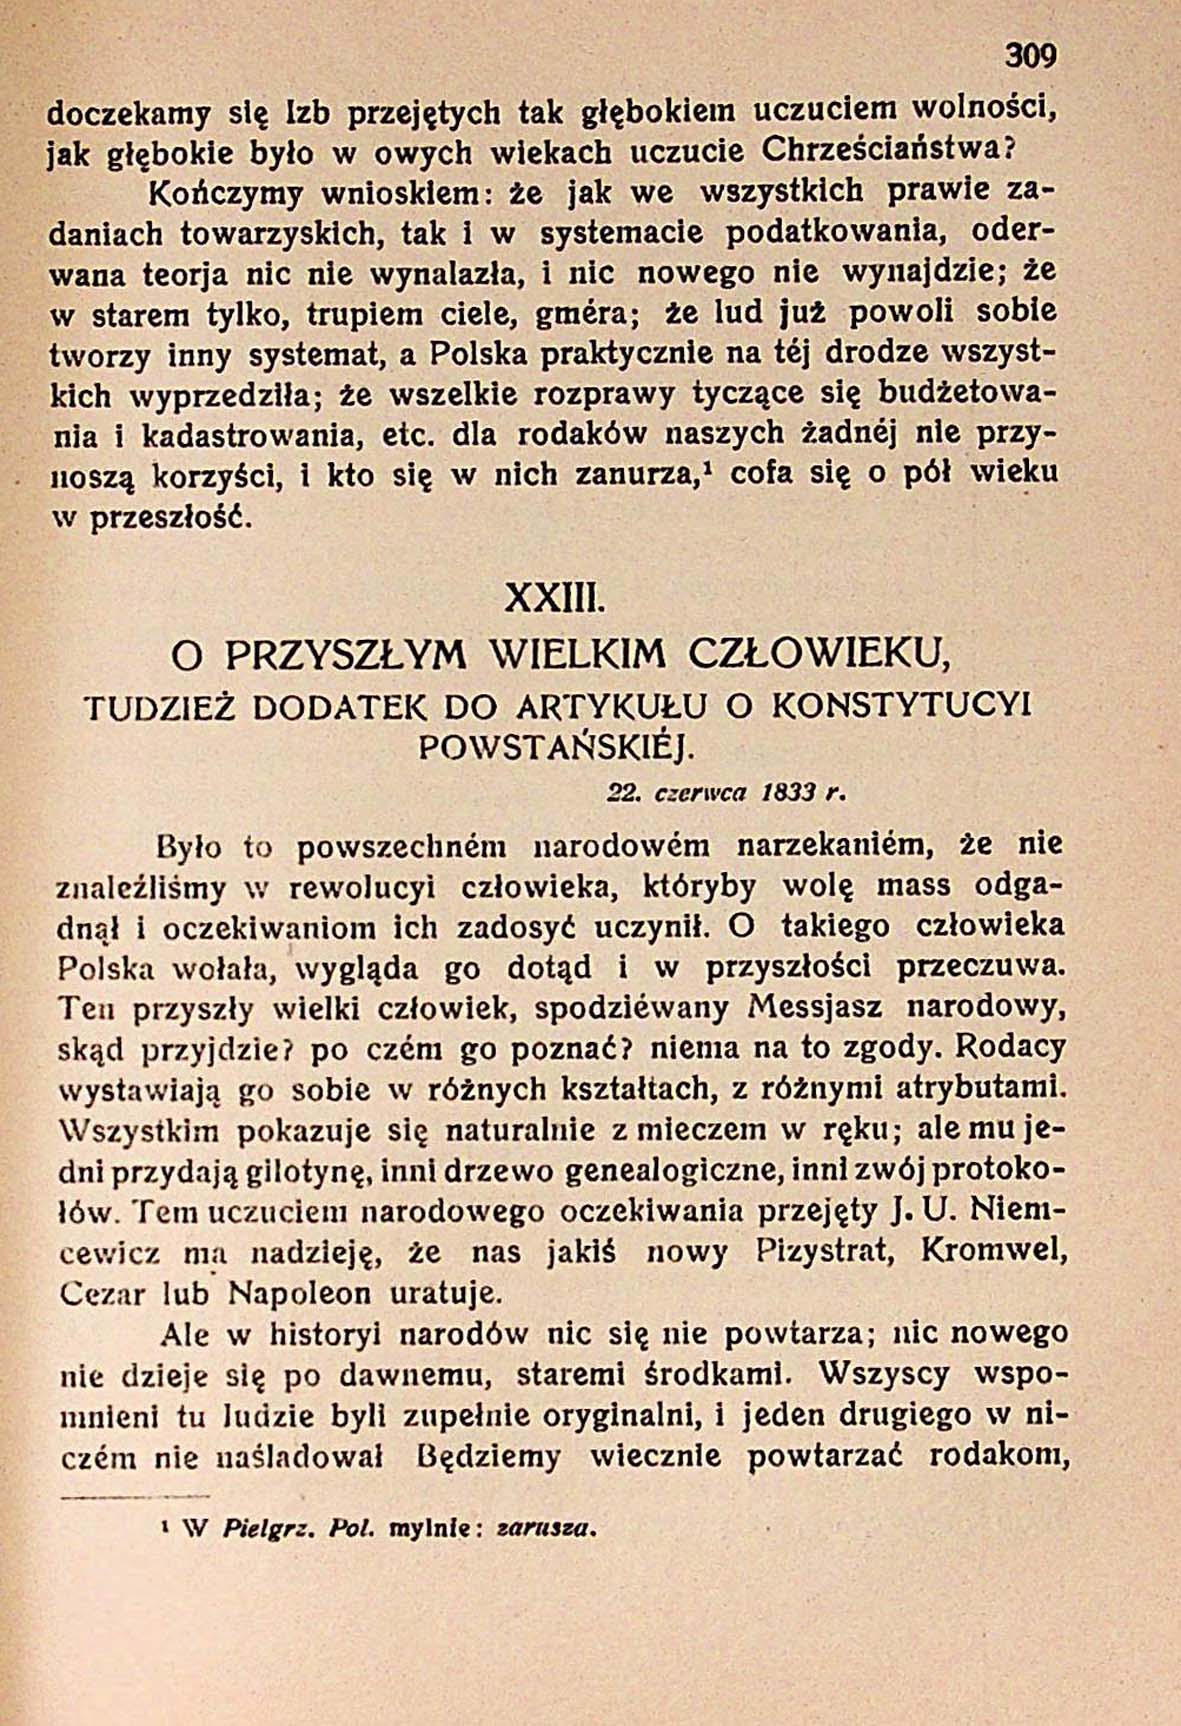 309
doczekamy się Izb przejętych tak głębokiem uczuciem wolności,
jak głębokie było w owych wiekach uczucie Chrześciaństwa?
Kończymy wnioskiem: że jak we wszystkich prawie za-
daniach towarzyskich, tak i w systemacie podatkowania, oder-
wana teorja nic nie wynalazła, i nic nowego nie wynajdzie; że
w starem tylko, trupiem ciele, gméra; że lud już powoli sobie
tworzy inny systemat, a Polska praktycznie na téj drodze wszyst-
kich wyprzedziła; że wszelkie rozprawy tyczące się budżetowa-
nia i kadastrowania, etc. dla rodaków naszych żadnéj nie przy-
noszą korzyści, i kto się w nich zanurza,¹ cofa się o pół wieku
w przeszłość.
XXIII.
O PRZYSZŁYM WIELKIM CZŁOWIEKU,
TUDZIEŻ DODATEK DO ARTYKUŁU O KONSTYTUCYI
POWSTAŃSKIÉJ.
22. czerwca 1833 r.
Było to powszechném narodowém narzekaniém, że nie
znaleźliśmy w rewolucyi człowieka, któryby wolę mass odga-
dnął i oczekiwaniom ich zadosyć uczynił. O takiego człowieka
Polska wołała, wygląda go dotąd i w przyszłości przeczuwa.
Ten przyszły wielki człowiek, spodziéwany Messjasz narodowy,
skąd przyjdzie? po czém go poznać? niema na to zgody. Rodacy
wystawiają go sobie w różnych kształtach, z różnymi atrybutami.
Wszystkim pokazuje się naturalnie z mieczem w ręku; ale mu je-
dni przydają gilotynę, inni drzewo genealogiczne, inni zwój protoko-
łów. Tem uczuciem narodowego oczekiwania przejęty J. U. Niem-
cewicz ma nadzieję, że nas jakiś nowy Pizystrat, Kromwel,
Cezar lub Napoleon uratuje.
Ale w historyi narodów nic się nie powtarza; nic nowego
nie dzieje się po dawnemu, staremi środkami. Wszyscy wspo-
mnieni tu ludzie byli zupełnie oryginalni, i jeden drugiego w ni-
czém nie naśladował Będziemy wiecznie powtarzać rodakom,
¹ W Pielgrz. Pol. mylnie: zarusza.